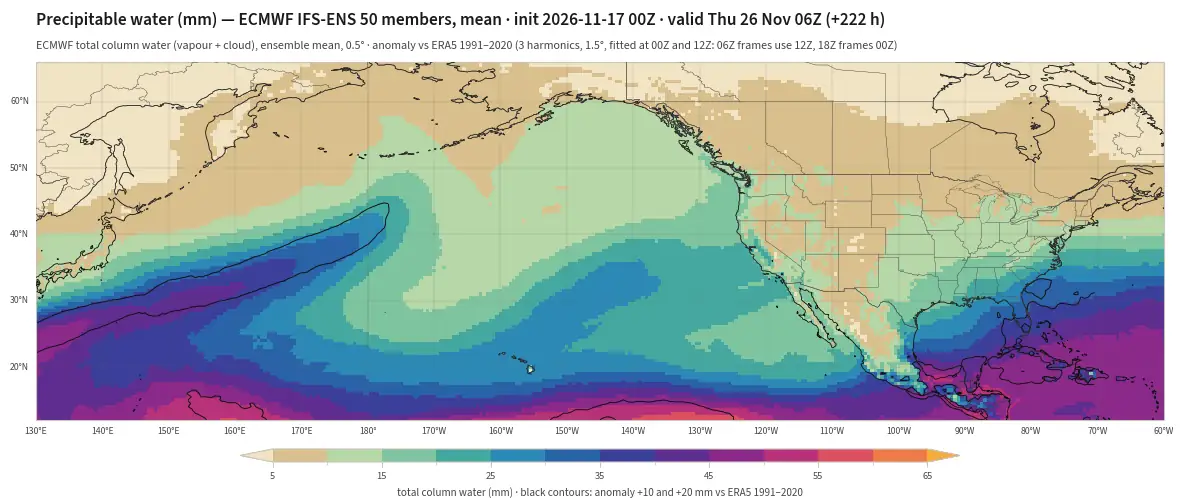 Precipitable water (mm) — ECMWF IFS-ENS 50 members, mean · init 2026-11-17 00Z · valid Thu 26 Nov 06Z (+222 h)
ECMWF total column water (vapour + cloud), ensemble mean, 0.5° · anomaly vs ERA5 1991–2020 (3 harmonics, 1.5°, fitted at 00Z and 12Z: 06Z frames use 12Z, 18Z frames 00Z)
60°N
50°N
40°N
30°N
20°N
130°E 140°E 150°E 160°E 170°E 180° 170°W 160°W 150°W 140°W 130°W 120°W 110°W 100°W 90°W 80°W 70°W 60°W
5 15 25 35 45 55 65
total column water (mm) · black contours: anomaly +10 and +20 mm vs ERA5 1991–2020